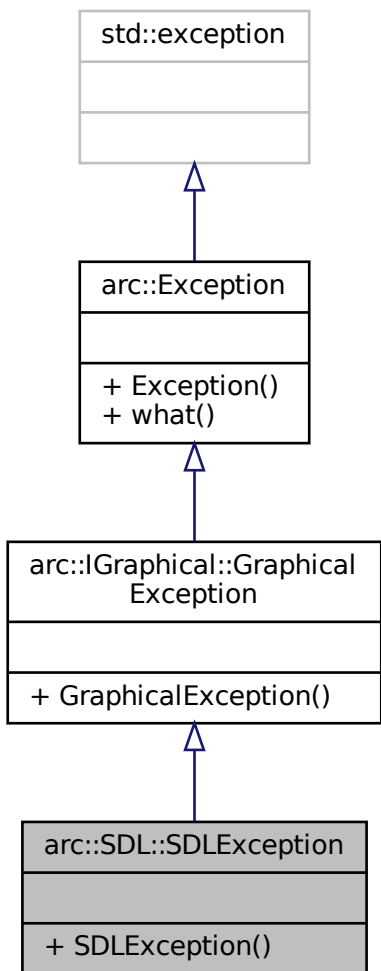 std::exception
arc::Exception
+ Exception()
+ what()
arc::IGraphical::Graphical
Exception
+ GraphicalException()
arc::SDL::SDLException
+ SDLException()